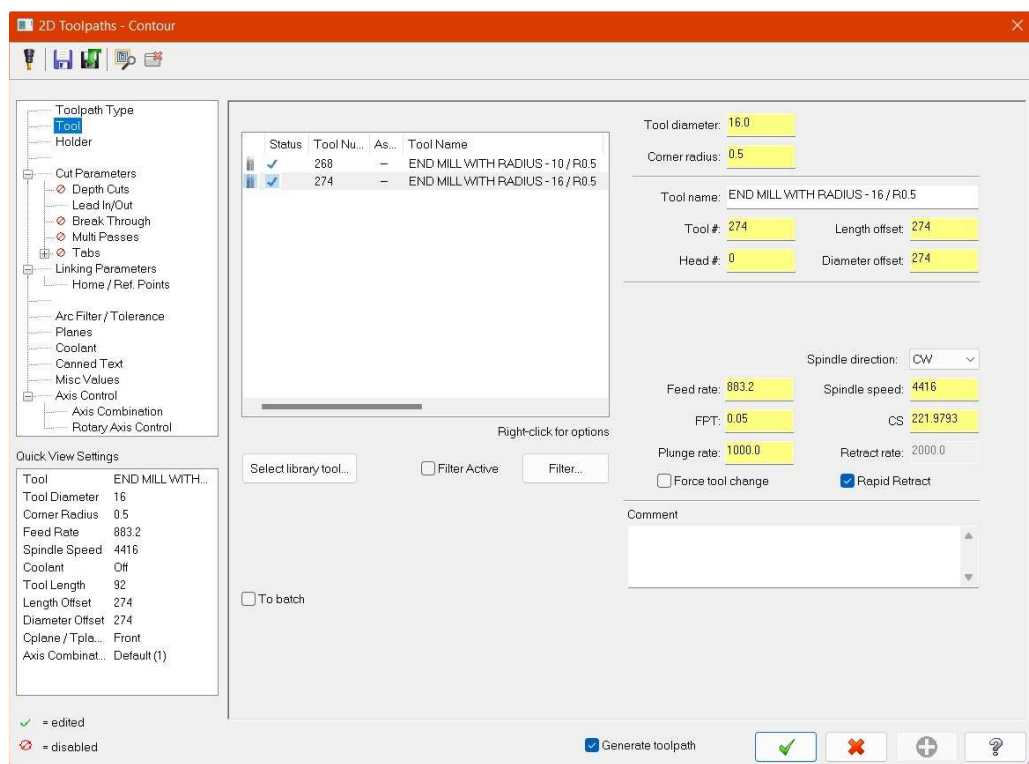 2D Toolpaths - Contour
Toolpath Type
Tool
Holder
Cut Parameters
Depth Cuts
Lead In/Out
Break Through
Multi Passes
Tabs
Linking Parameters
Home / Ref. Points
Arc Filter / Tolerance
Planes
Coolant
Canned Text
Misc Values
Axis Control
Axis Combination
Rotary Axis Control
Quick View Settings
Tool END MILL WITH...
Tool Diameter 16
Corner Radius 0.5
Feed Rate 883.2
Spindle Speed 4416
Coolant Off
Tool Length 92
Length Offset 274
Diameter Offset 274
Cplane / Tpla... Front
Axis Combinat... Default (1)
= edited
= disabled
Status Tool Nu... As... Tool Name
268 – END MILL WITH RADIUS - 10 / R0.5
274 – END MILL WITH RADIUS - 16 / R0.5
Right-click for options
Select library tool... Filter Active Filter...
To batch
Tool diameter: 16.0
Corner radius: 0.5
Tool name: END MILL WITH RADIUS - 16 / R0.5
Tool #: 274 Length offset: 274
Head #: 0 Diameter offset: 274
Spindle direction: CW
Feed rate: 883.2 Spindle speed: 4416
FPT: 0.05 CS 221.9793
Plunge rate: 1000.0 Retract rate: 2000.0
Force tool change Rapid Retract
Comment
Generate toolpath